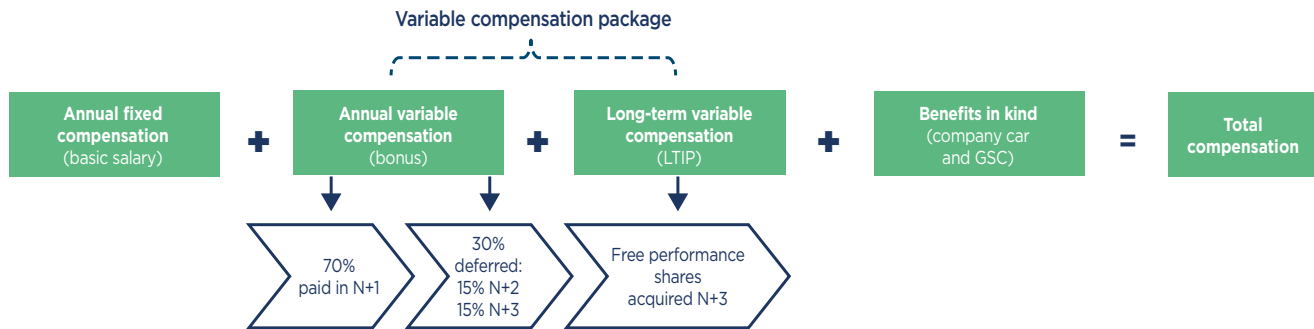 Variable compensation package
Annual fixed
compensation
(basic salary)
+
Annual variable
compensation
(bonus)
+
Long-term variable
compensation
(LTIP)
+
Benefits in kind
(company car
and GSC)
=
Total
compensation
70%
paid in N+1
30%
deferred:
15% N+2
15% N+3
Free performance
shares
acquired N+3